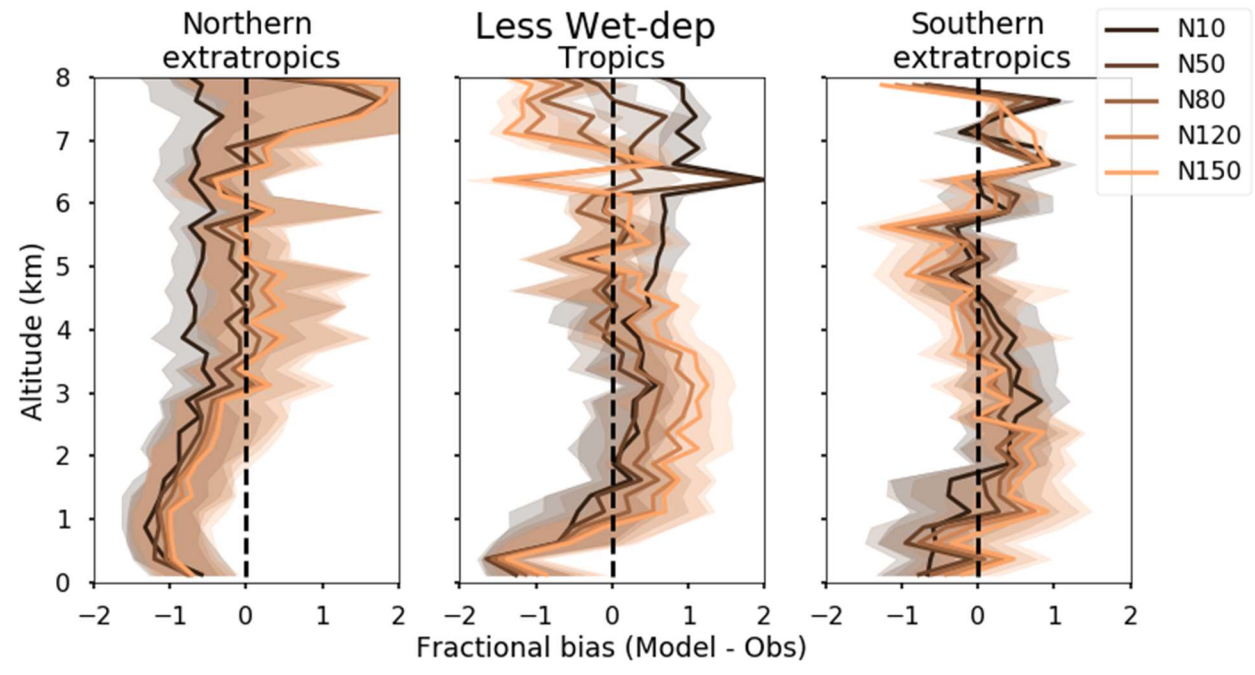 Northern
extratropics
Less Wet-dep
Tropics
Southern
extratropics
N10
N50
N80
N120
N150
Altitude (km)
8
7
6
5
4
3
2
1
0
−2
−1
0
1
2
−2
−1
0
1
2
−2
−1
0
1
2
Fractional bias (Model - Obs)